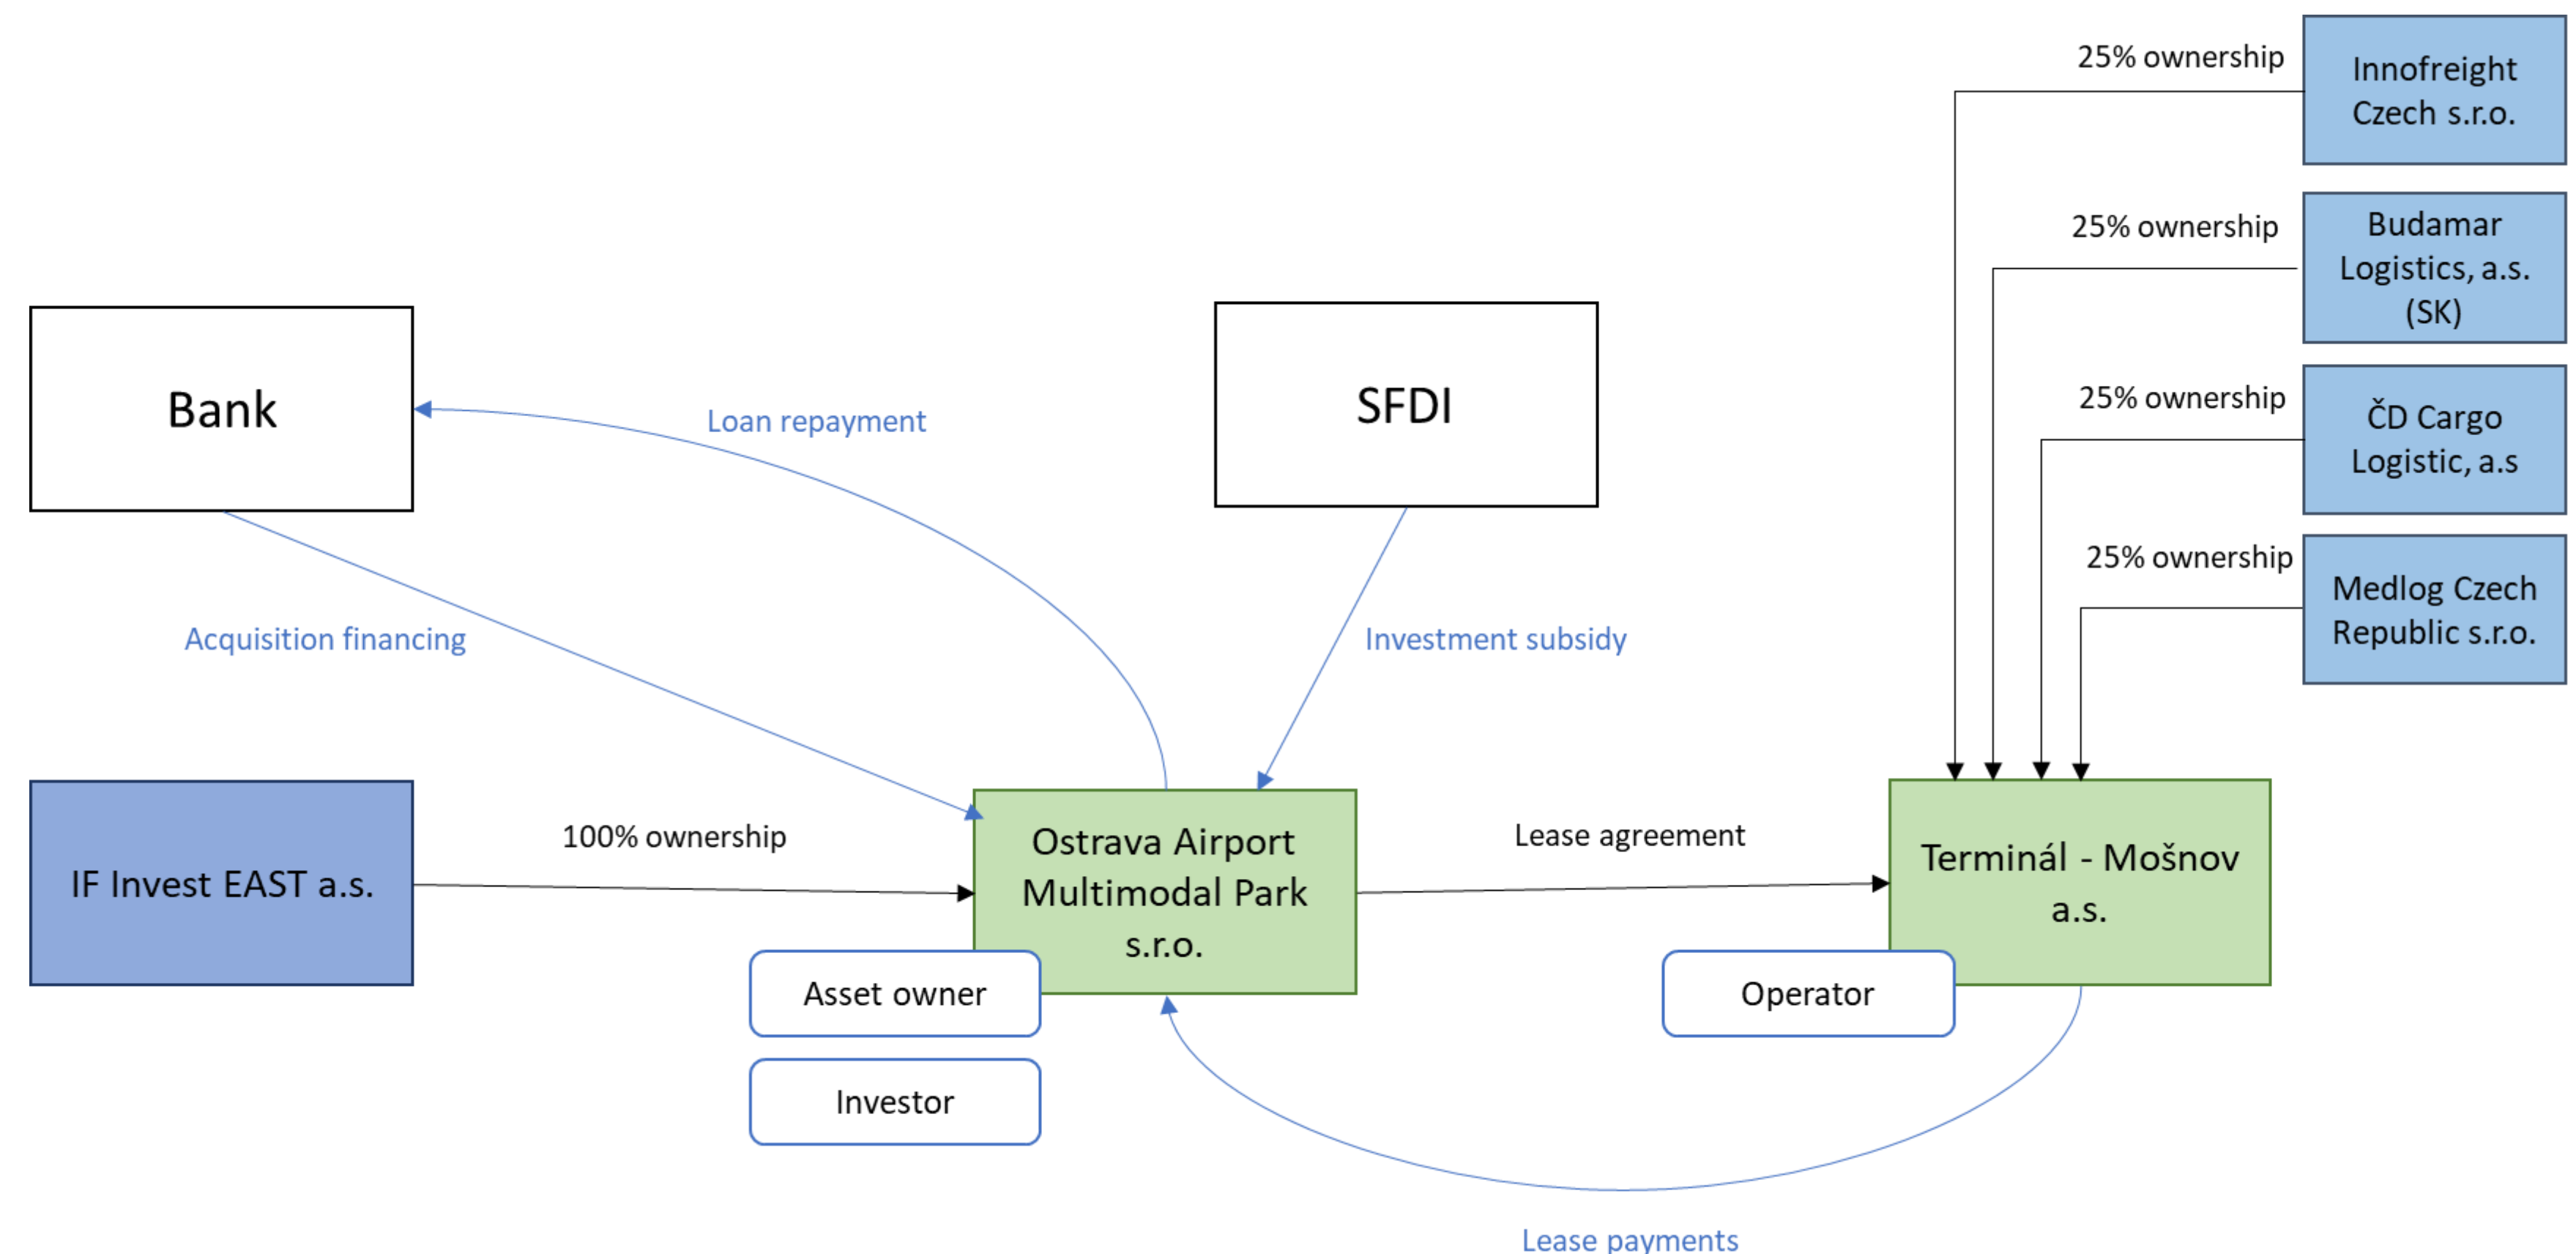 25% ownership
Innofreight
Czech s.r.o.
25% ownership
Budamar
Logistics, a.s.
(SK)
25% ownership
ČD Cargo
Logistic, a.s
25% ownership
Medlog Czech
Republic s.r.o.
Bank
Loan repayment
SFDI
Acquisition financing
Investment subsidy
IF Invest EAST a.s.
100% ownership
Ostrava Airport
Multimodal Park
s.r.o.
Lease agreement
Terminál - Mošnov
a.s.
Asset owner
Operator
Investor
Lease payments